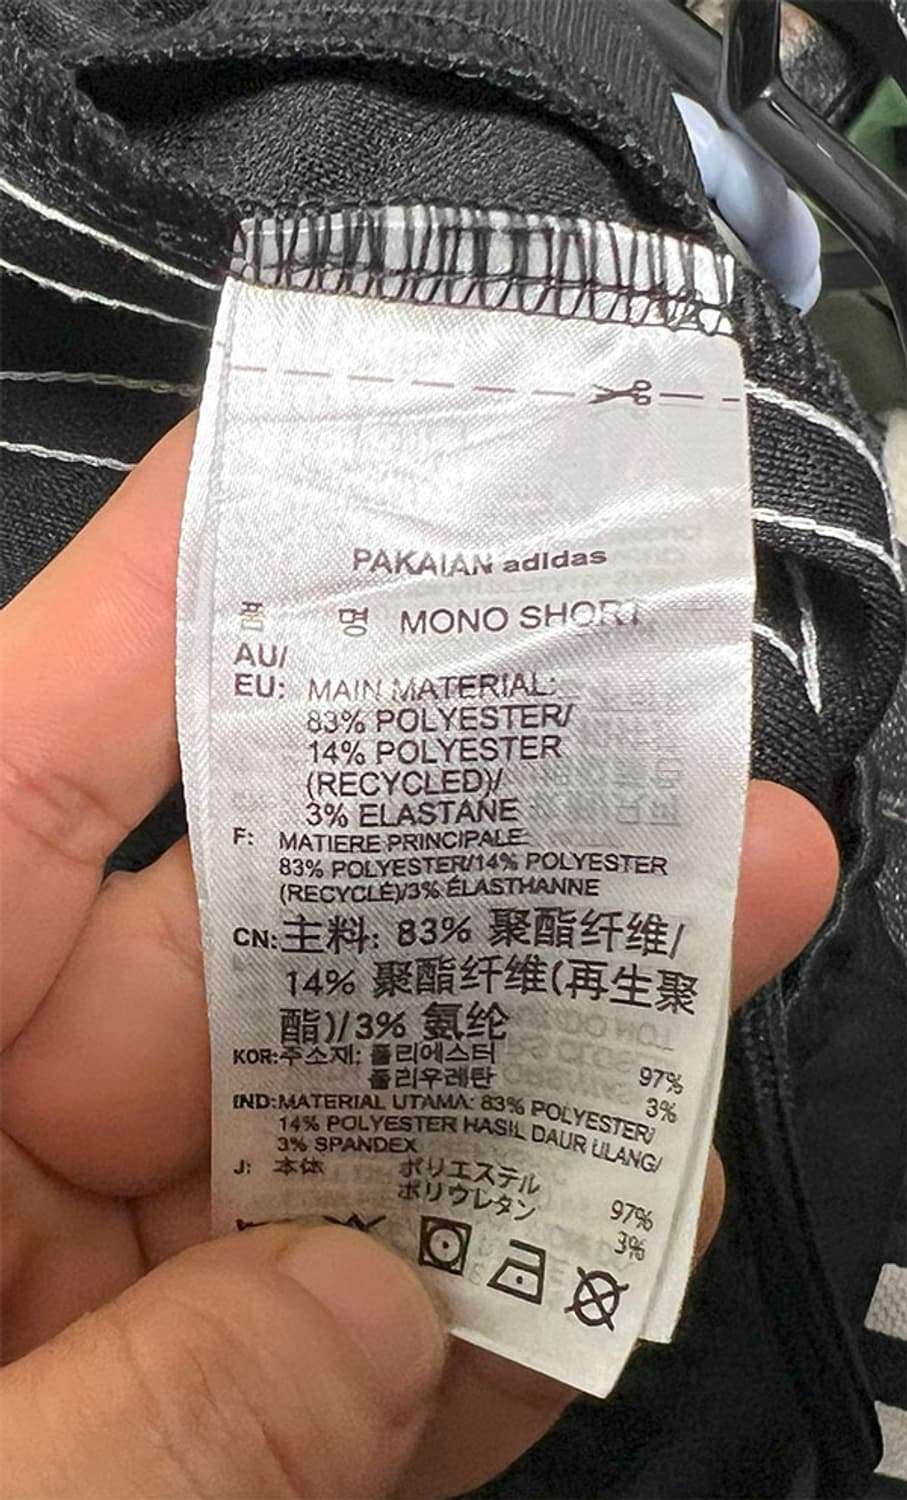 PAKAIAN adidas
품 명 MONO SHORT
AU/
EU: MAIN MATERIAL:
83% POLYESTER/
14% POLYESTER
(RECYCLED)/
3% ELASTANE
F: MATIERE PRINCIPALE:
83% POLYESTER/14% POLYESTER
(RECYCLÉ)/3% ÉLASTHANNE
CN: 主料: 83% 聚酯纤维/
14% 聚酯纤维(再生聚
酯)/3% 氨纶
KOR: 주소재: 폴리에스터 97%
폴리우레탄 3%
IND: MATERIAL UTAMA: 83% POLYESTER/
14% POLYESTER HASIL DAUR ULANG/
3% SPANDEX
J: 本体 ポリエステル 97%
ポリウレタン 3%